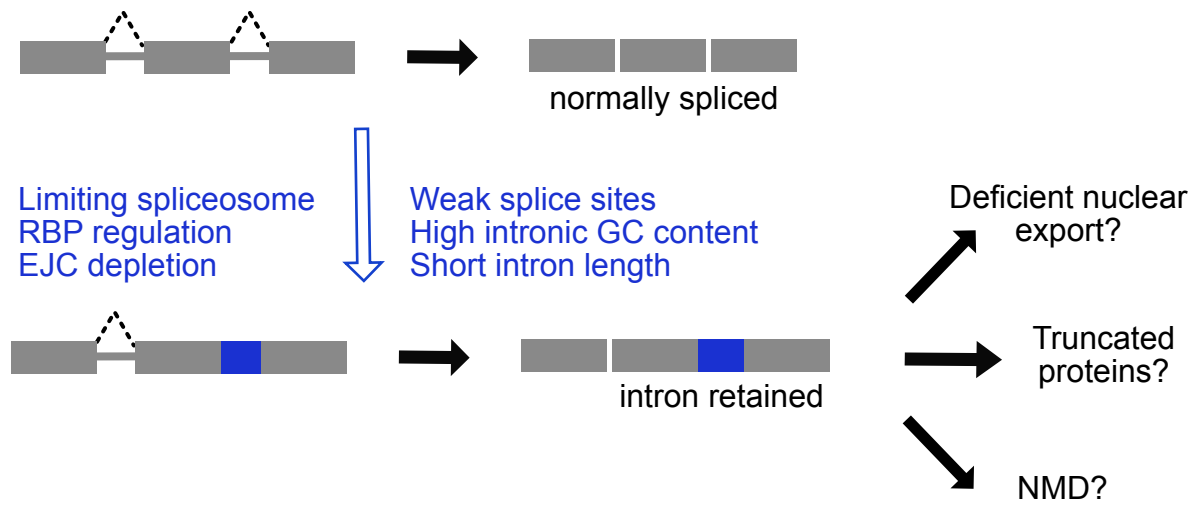 normally spliced
Limiting spliceosome
RBP regulation
EJC depletion
Weak splice sites
High intronic GC content
Short intron length
Deficient nuclear
export?
Truncated
proteins?
intron retained
NMD?